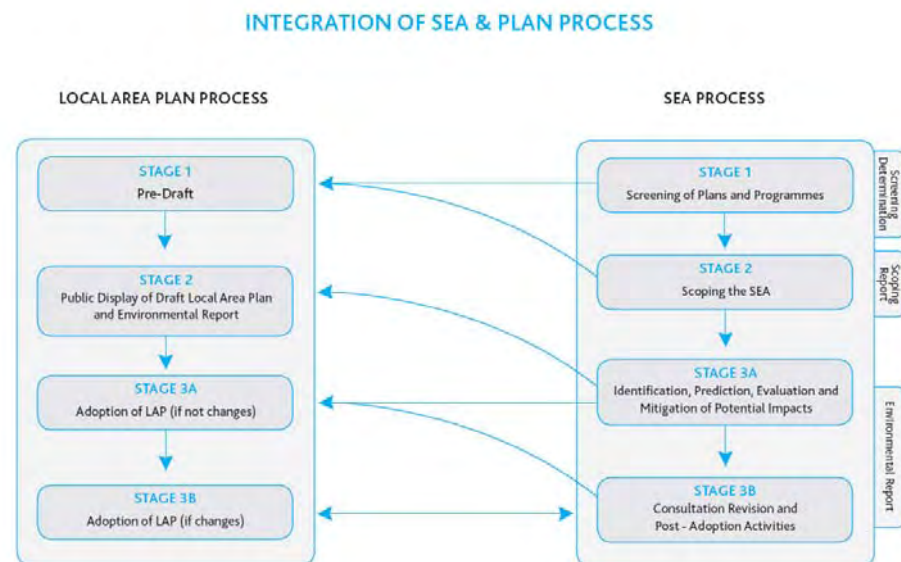 INTEGRATION OF SEA & PLAN PROCESS
LOCAL AREA PLAN PROCESS
STAGE 1
Pre-Draft
STAGE 2
Public Display of Draft Local Area Plan
and Environmental Report
STAGE 3A
Adoption of LAP (if not changes)
STAGE 3B
Adoption of LAP (if changes)
SEA PROCESS
STAGE 1
Screening of Plans and Programmes
STAGE 2
Scoping the SEA
STAGE 3A
Identification, Prediction, Evaluation and
Mitigation of Potential Impacts
STAGE 3B
Consultation Revision and
Post - Adoption Activities
Screening
Determination
Scoping
Report
Environmental Report